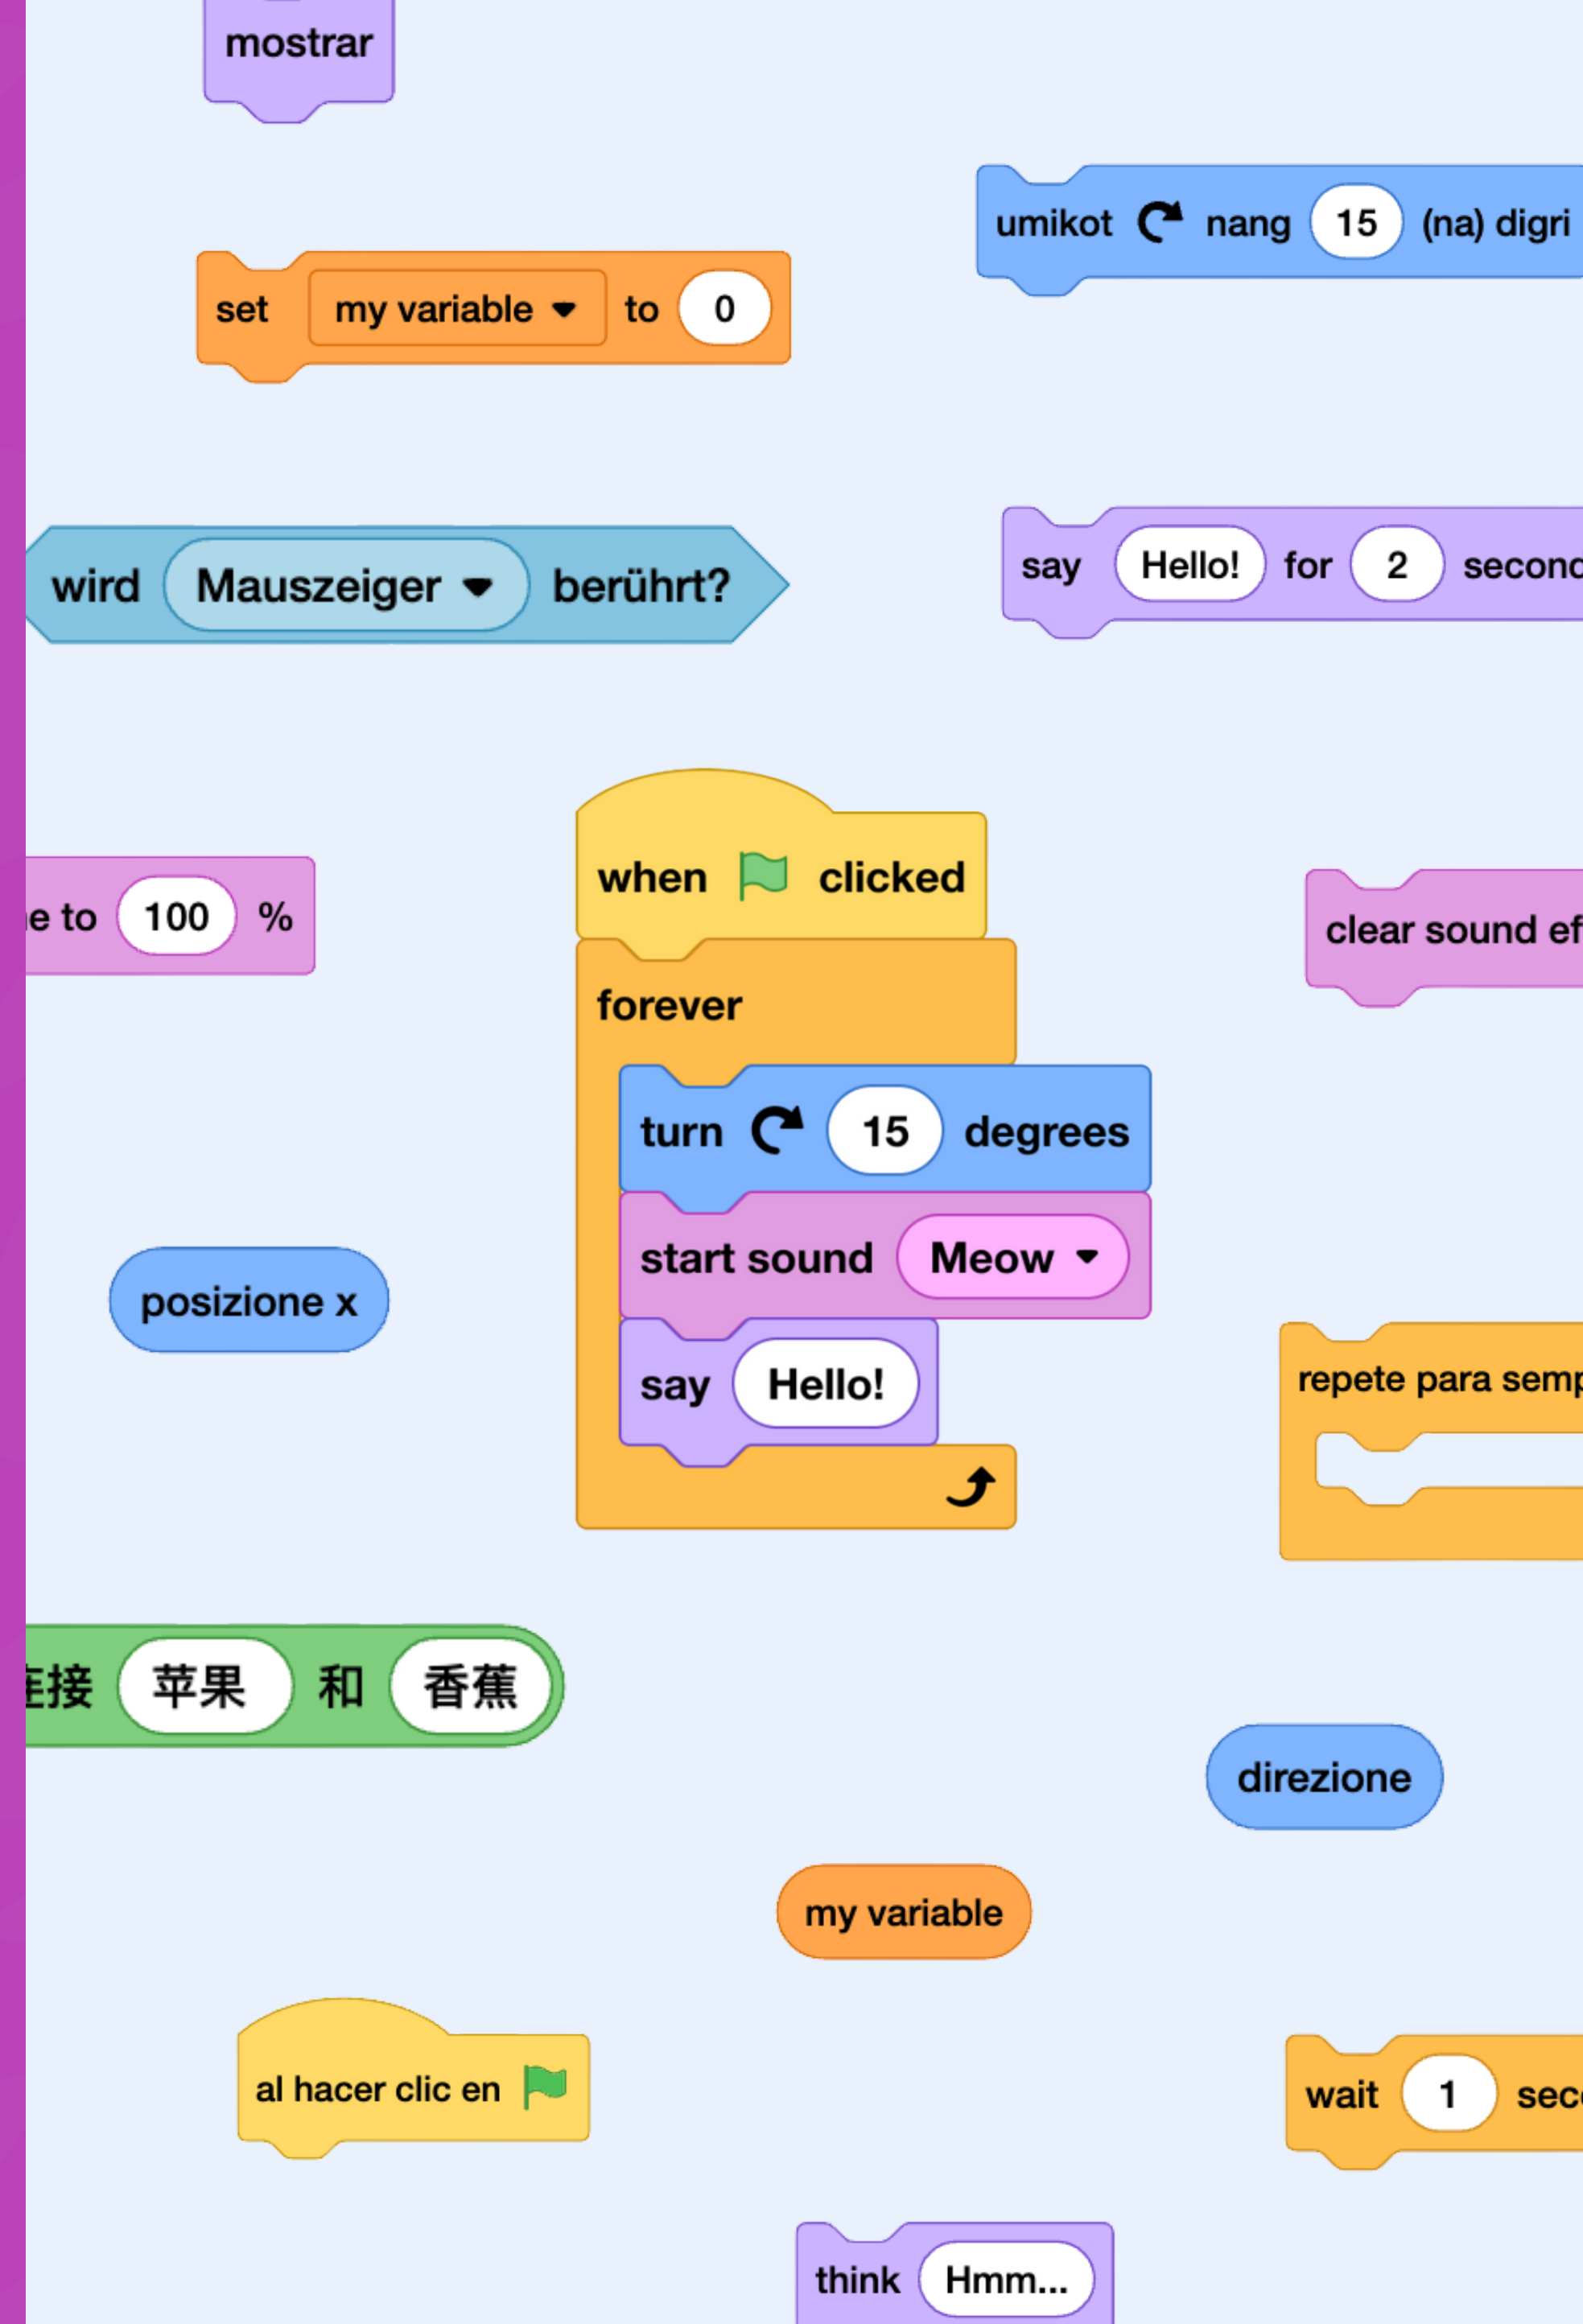 mostrar
umikot nang 15 (na) digri
set my variable to 0
say Hello! for 2
wird Mauszeiger berührt?
when clicked
to 100 %
clear sound
forever
turn 15 degrees
start sound Meow
posizione x
repete para
say Hello!
接 苹果 和 香蕉
direzione
my variable
al hacer clic en
wait 1
think Hmm...